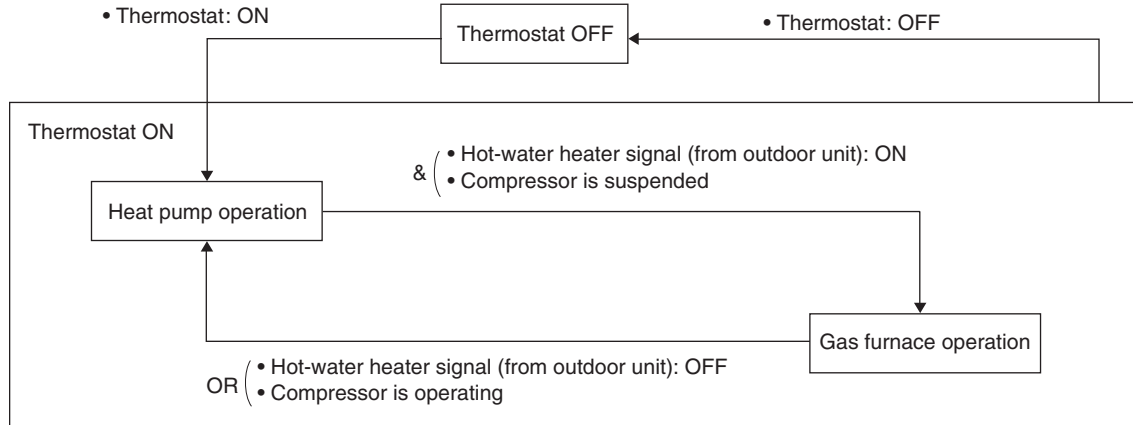 • Thermostat: ON
Thermostat OFF
• Thermostat: OFF
Thermostat ON
& • Hot-water heater signal (from outdoor unit): ON
• Compressor is suspended
Heat pump operation
Gas furnace operation
OR • Hot-water heater signal (from outdoor unit): OFF
• Compressor is operating